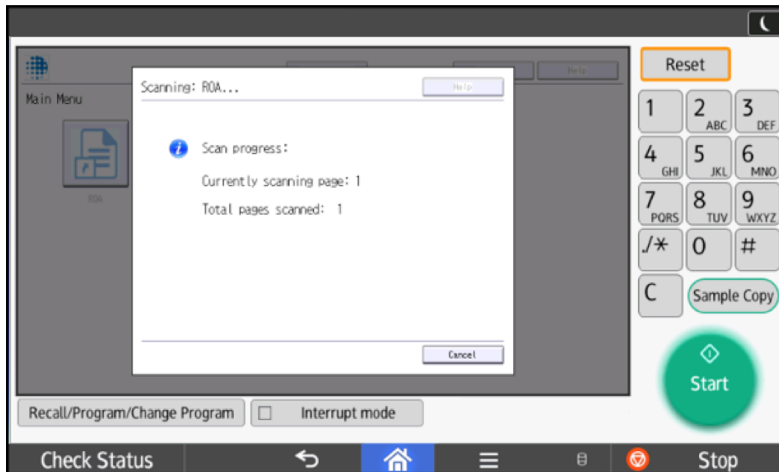 Reset
Help
Main Menu
ROA
Scanning: ROA...
Help
Scan progress:
Currently scanning page: 1
Total pages scanned: 1
Cancel
1
2 ABC
3 DEF
4 GHI
5 JKL
6 MNO
7 PQRS
8 TUV
9 WXYZ
./*
0
#
C
Sample Copy
Start
Recall/Program/Change Program
Interrupt mode
Check Status
Stop